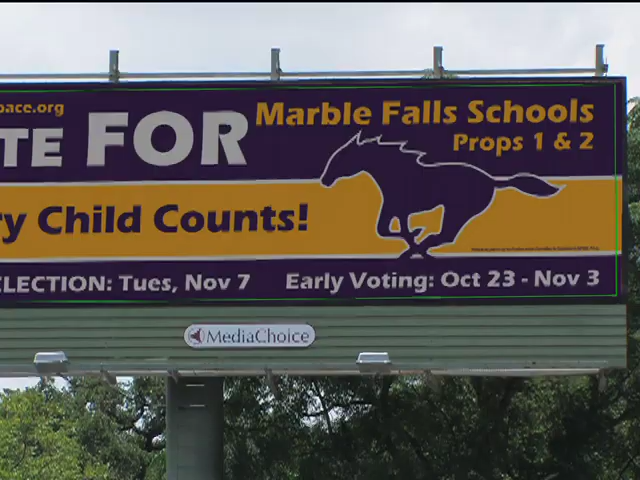 pace.org
TE FOR
Marble Falls Schools
Props 1 & 2
ry Child Counts!
ELECTION: Tues, Nov 7 Early Voting: Oct 23 - Nov 3
MediaChoice